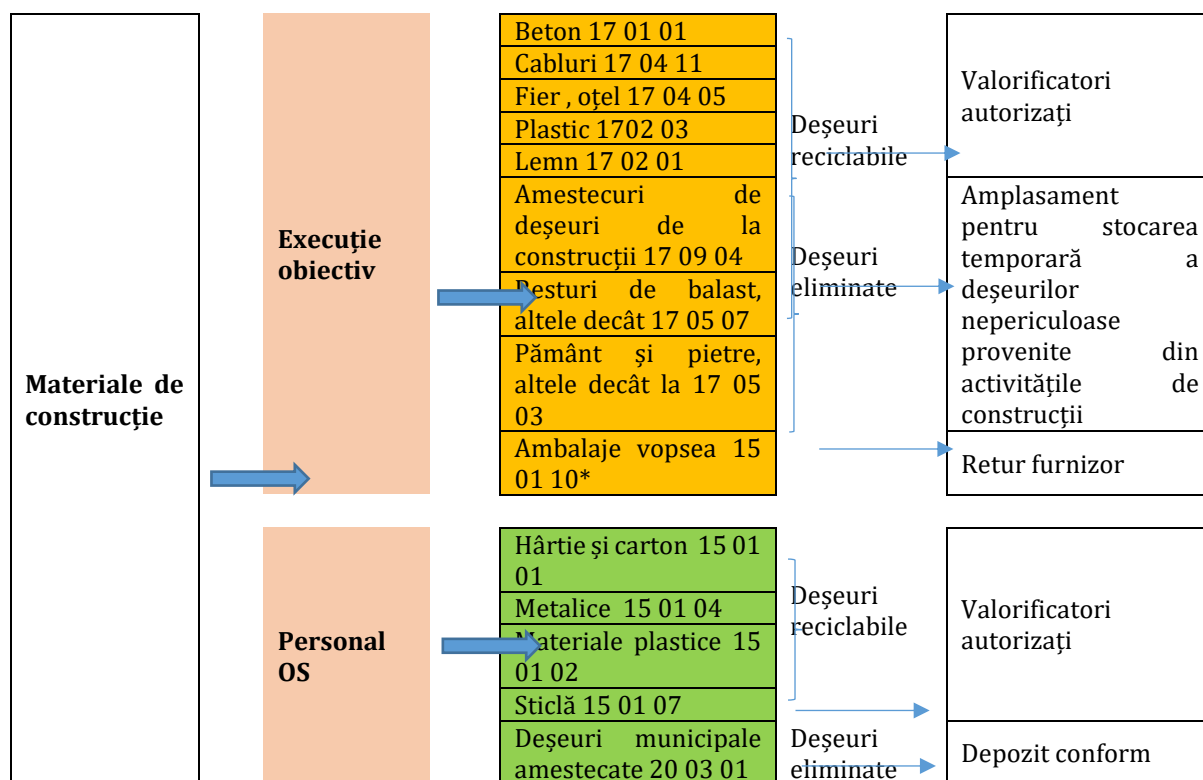 Materiale de
construcție
Execuție
obiectiv
Beton 17 01 01
Cabluri 17 04 11
Fier , oțel 17 04 05
Plastic 1702 03
Lemn 17 02 01
Amestecuri de
deșeuri de la
construcții 17 09 04
Resturi de balast,
altele decât 17 05 07
Pământ și pietre,
altele decât la 17 05
03
Ambalaje vopsea 15
01 10*
Deșeuri
reciclabile
Deșeuri
eliminate
Valorificatori
autorizați
Amplasament
pentru stocarea
temporară a
deșeurilor
nepericuloase
provenite din
activitățile de
construcții
Retur furnizor
Personal
OS
Hârtie și carton 15 01
01
Metalice 15 01 04
Materiale plastice 15
01 02
Sticlă 15 01 07
Deșeuri municipale
amestecate 20 03 01
Deșeuri
reciclabile
Deșeuri
eliminate
Valorificatori
autorizați
Depozit conform